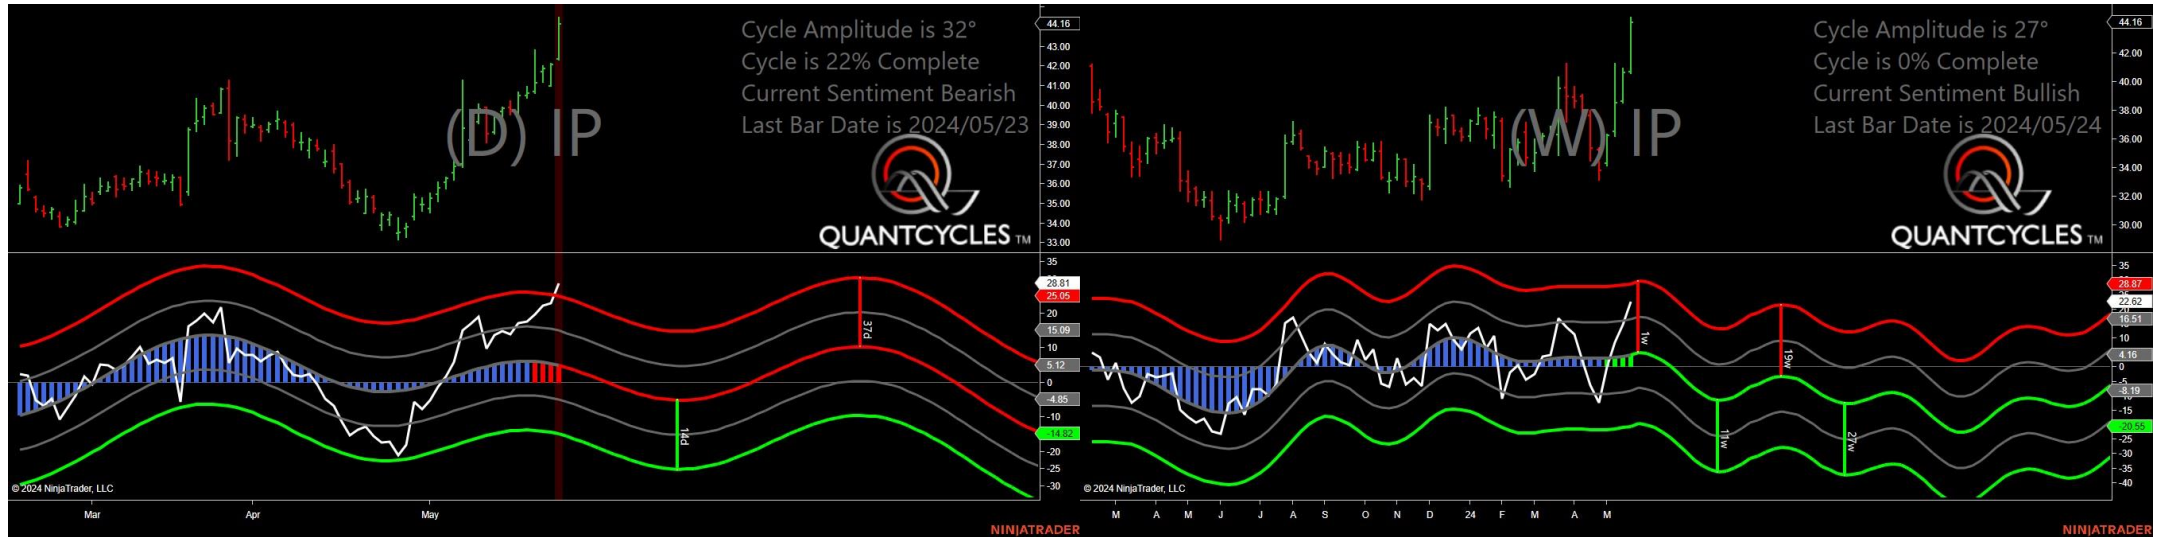 Cycle Amplitude is 32°
Cycle is 22% Complete
Current Sentiment Bearish
Last Bar Date is 2024/05/23
(D) IP
QUANTCYCLES TM
44.16
43.00
42.00
41.00
40.00
39.00
38.00
37.00
36.00
35.00
34.00
33.00
35
28.81
25.05
20
15.09
10
5.12
0
-4.85
-10
-14.82
-20
-25
-30
37d
14d
© 2024 NinjaTrader, LLC
Mar
Apr
May
NINJATRADER
Cycle Amplitude is 27°
Cycle is 0% Complete
Current Sentiment Bullish
Last Bar Date is 2024/05/24
(W) IP
QUANTCYCLES TM
44.16
42.00
40.00
38.00
36.00
34.00
32.00
30.00
35
28.87
22.62
16.51
10
4.16
0
-5
-8.19
-15
-20.55
-25
-30
-35
-40
1w
19w
11w
27w
© 2024 NinjaTrader, LLC
M
A
M
J
J
A
S
O
N
D
24
F
M
A
M
NINJATRADER